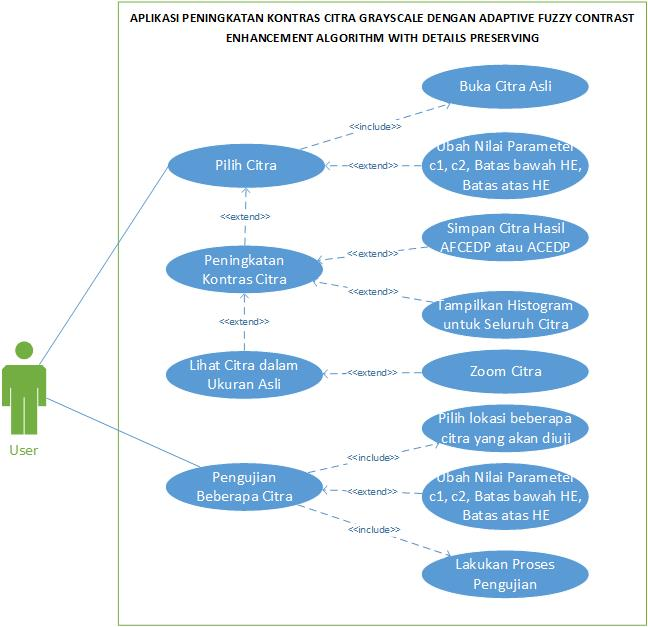 APLIKASI PENINGKATAN KONTRAS CITRA GRAYSCALE DENGAN ADAPTIVE FUZZY CONTRAST
ENHANCEMENT ALGORITHM WITH DETAILS PRESERVING
Buka Citra Asli
<<include>>
Pilih Citra
<<extend>>
Ubah Nilai Parameter
c1, c2, Batas bawah HE,
Batas atas HE
<<extend>>
Simpan Citra Hasil
AFCEDP atau ACEDP
<<extend>>
Peningkatan
Kontras Citra
<<extend>>
Tampilkan Histogram
untuk Seluruh Citra
<<extend>>
Lihat Citra dalam
Ukuran Asli
<<extend>>
Zoom Citra
User
Pilih lokasi beberapa
citra yang akan diuji
<<include>>
Pengujian
Beberapa Citra
<<extend>>
Ubah Nilai Parameter
c1, c2, Batas bawah HE,
Batas atas HE
<<include>>
Lakukan Proses
Pengujian